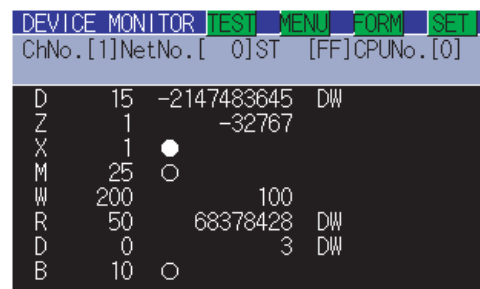 DEVICE MONITOR TEST MENU FORM SET
ChNo.[1]NetNo.[ 0]ST [FF]CPUNo.[0]
D 15 -2147483645 DW
Z 1 -32767
X 1 ●
M 25 ○
W 200 100
R 50 68378428 DW
D 0 3 DW
B 10 ○